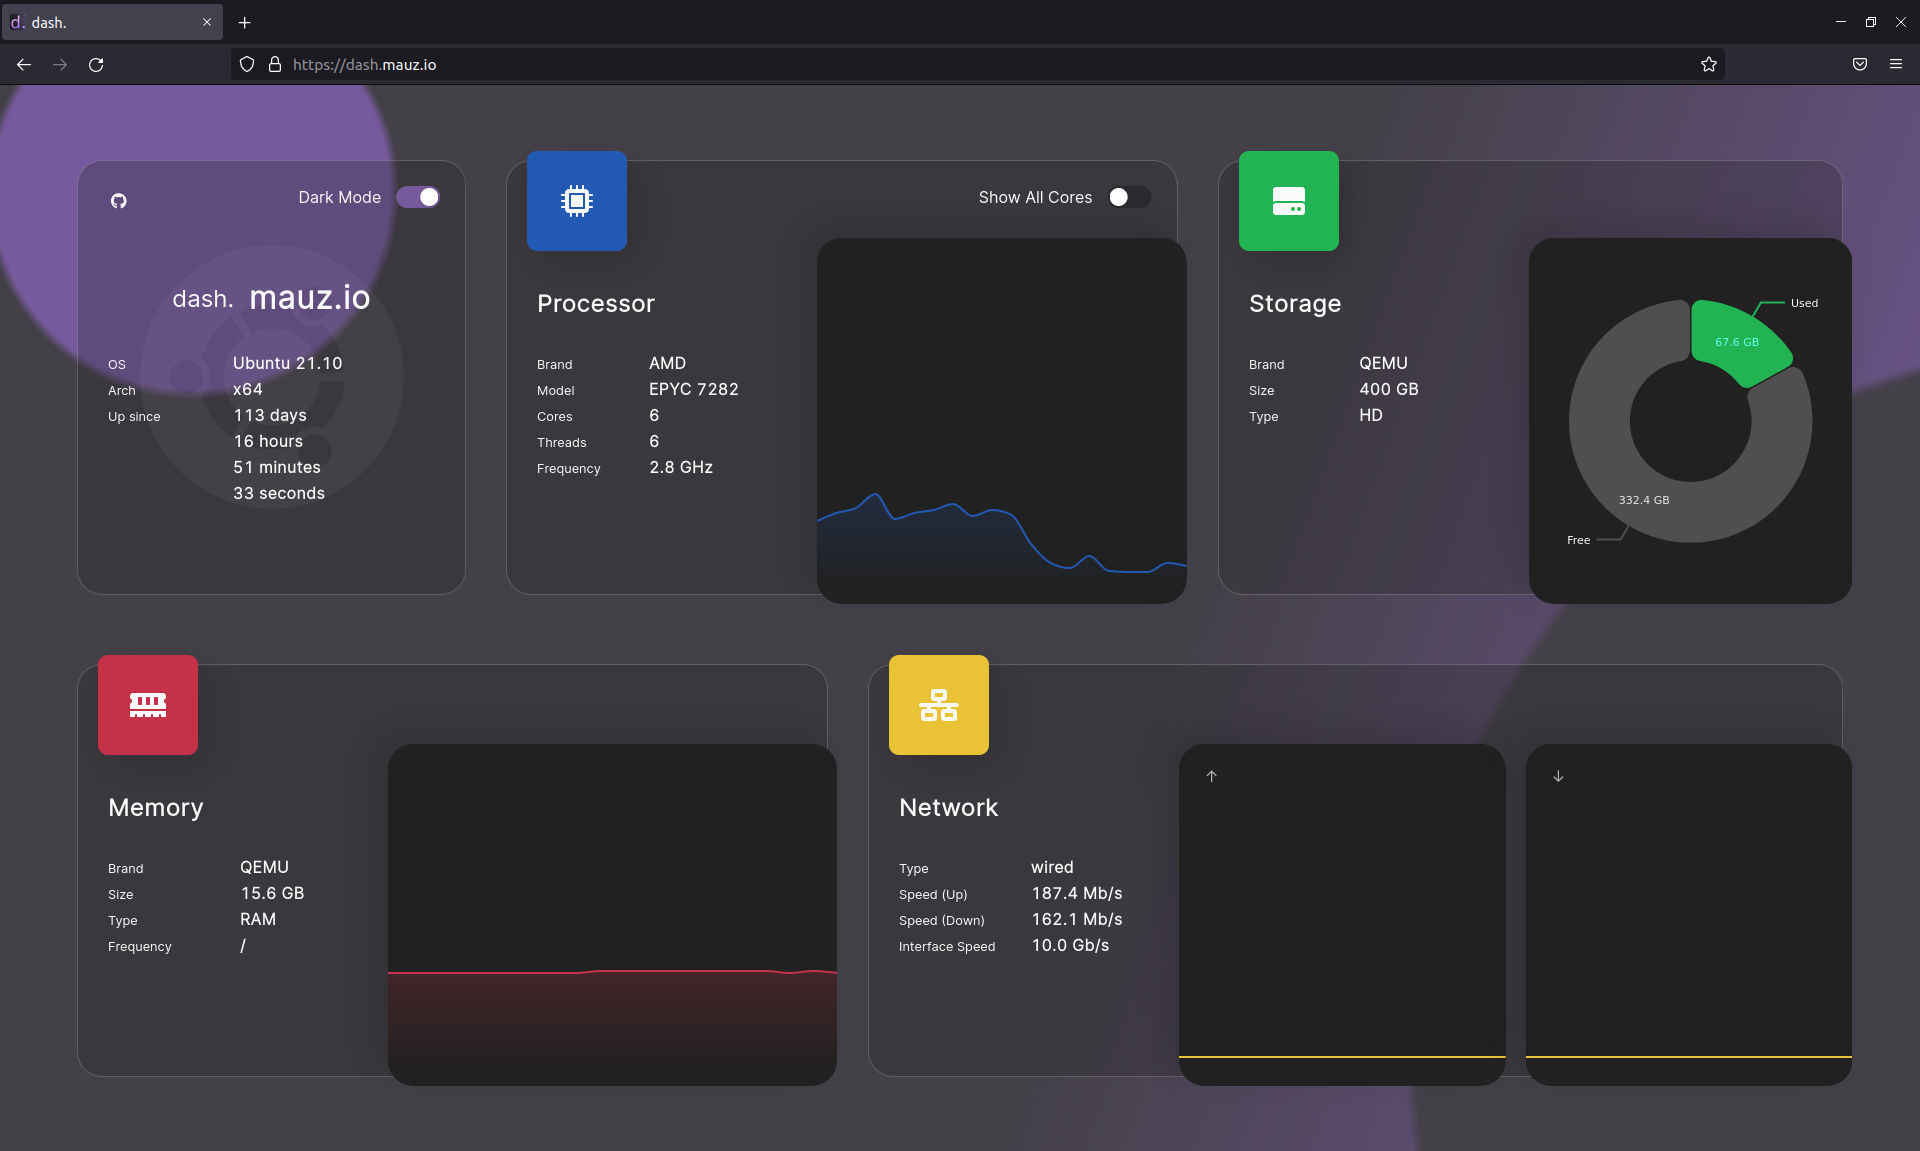 d. dash.
https://dash.mauz.io
Dark Mode
dash. mauz.io
OS Ubuntu 21.10
Arch x64
Up since 113 days
16 hours
51 minutes
33 seconds
Show All Cores
Processor
Brand AMD
Model EPYC 7282
Cores 6
Threads 6
Frequency 2.8 GHz
Storage
Brand QEMU
Size 400 GB
Type HD
Used
67.6 GB
332.4 GB
Free
Memory
Brand QEMU
Size 15.6 GB
Type RAM
Frequency /
Network
Type wired
Speed (Up) 187.4 Mb/s
Speed (Down) 162.1 Mb/s
Interface Speed 10.0 Gb/s